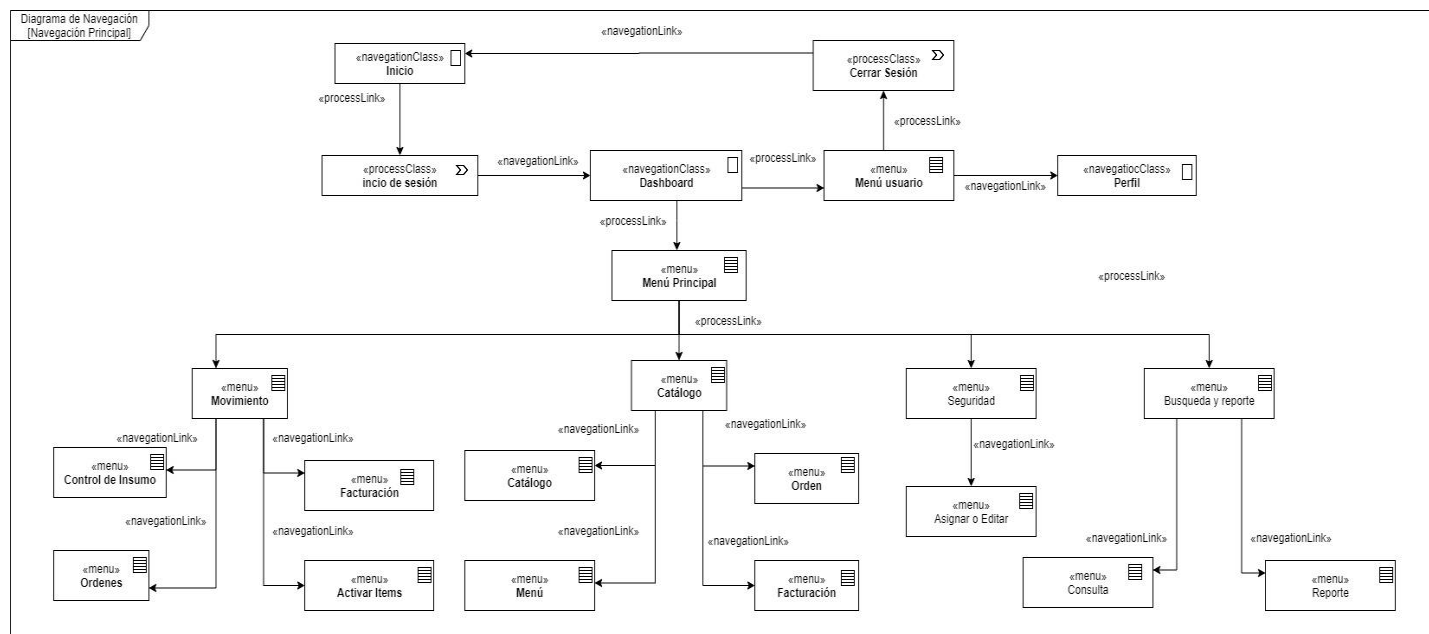 Diagrama de Navegación
[Navegación Principal]
«navegationLink»
«navegationClass»
Inicio
«processClass»
Cerrar Sesión
«processLink»
«processLink»
«processClass»
incio de sesión
«navegationLink»
«navegationClass»
Dashboard
«processLink»
«menu»
Menú usuario
«navegationLink»
«navegatiocClass»
Perfil
«processLink»
«menu»
Menú Principal
«processLink»
«processLink»
«menu»
Movimiento
«menu»
Catálogo
«menu»
Seguridad
«menu»
Busqueda y reporte
«navegationLink»
«navegationLink»
«navegationLink»
«navegationLink»
«navegationLink»
«menu»
Control de Insumo
«menu»
Facturación
«menu»
Catálogo
«menu»
Orden
«menu»
Asignar o Editar
«navegationLink»
«navegationLink»
«navegationLink»
«navegationLink»
«navegationLink»
«navegationLink»
«menu»
Ordenes
«menu»
Activar Items
«menu»
Menú
«menu»
Facturación
«menu»
Consulta
«menu»
Reporte